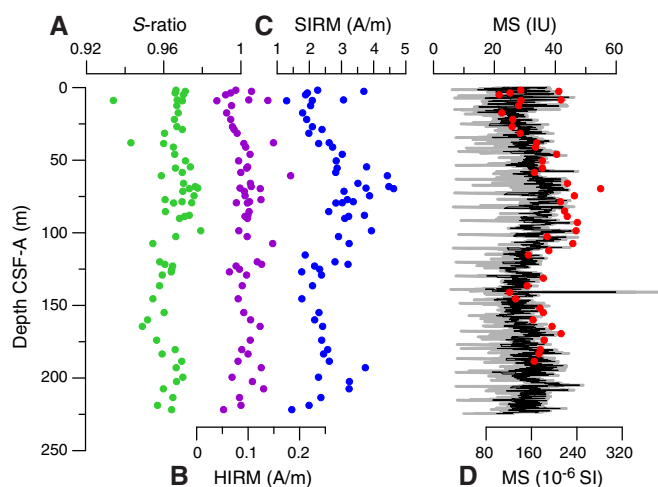 A S-ratio C SIRM (A/m) MS (IU)
0.92 0.96 1 1 2 3 4 5 0 20 40 60
0
50
100
150
200
250
Depth CSF-A (m)
0 0.1 0.2 80 160 240 320
B HIRM (A/m) D MS (10-6 SI)